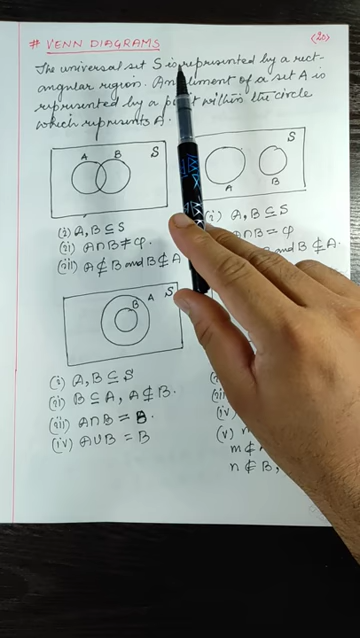 # VENN DIAGRAMS
(20)
The universal set S is represented by a rect-
angular region. An element of a set A is
represented by a point within the circle
which represents A.
A B S
A B S
(i) A, B ⊆ S
(ii) A∩B ≠ φ.
(iii) A ⊄ B and B ⊄ A
(i) A, B ⊆ S
A∩B = φ
and B ⊄ A.
B A S
(i) A, B ⊆ S
(ii) B ⊆ A, A ⊄ B.
(iii) A∩B = B.
(iv) A∪B = B
(v)
n ∉ B,